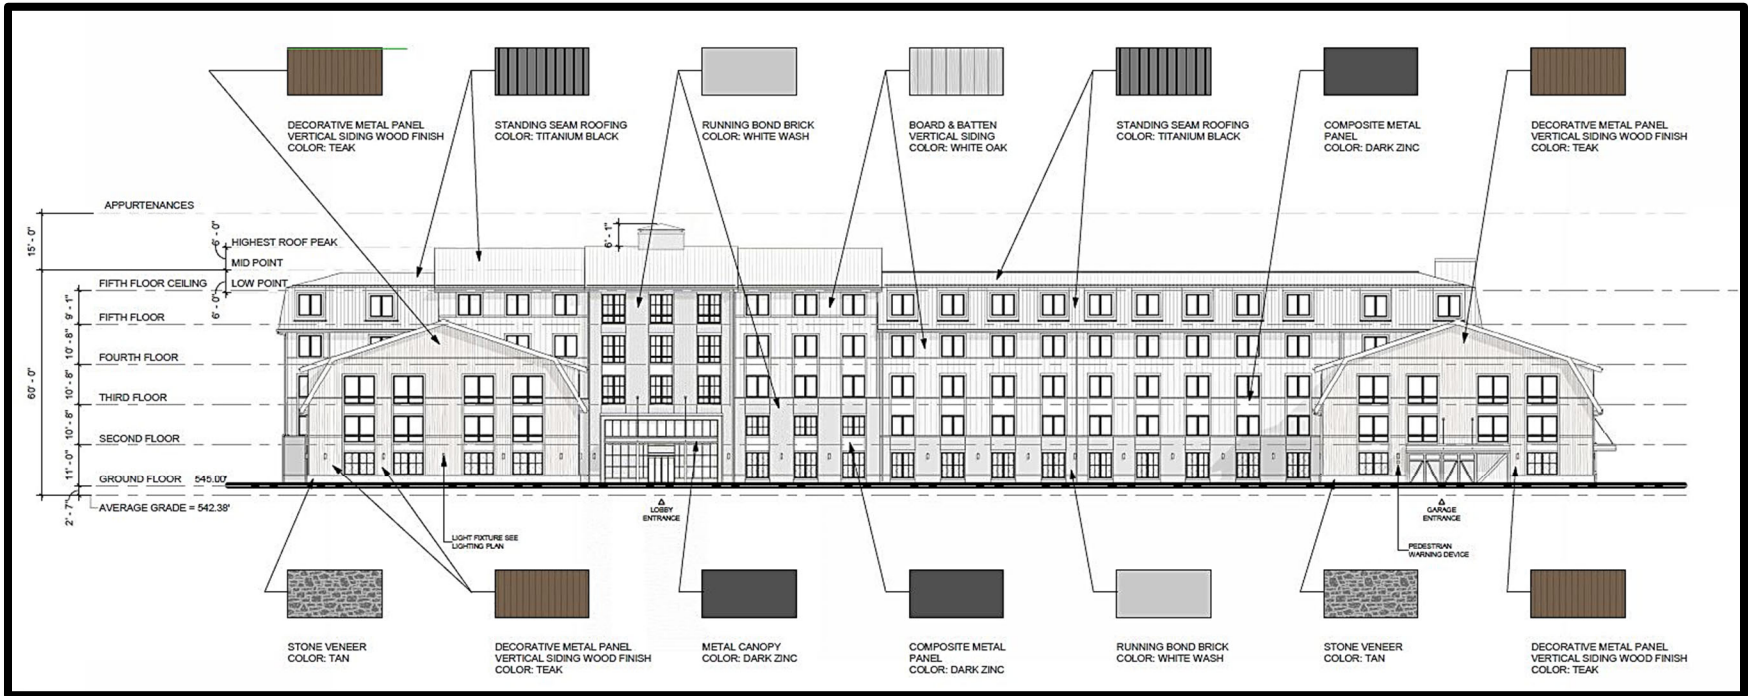 DECORATIVE METAL PANEL
VERTICAL SIDING WOOD FINISH
COLOR: TEAK
STANDING SEAM ROOFING
COLOR: TITANIUM BLACK
RUNNING BOND BRICK
COLOR: WHITE WASH
BOARD & BATTEN
VERTICAL SIDING
COLOR: WHITE OAK
STANDING SEAM ROOFING
COLOR: TITANIUM BLACK
COMPOSITE METAL
PANEL
COLOR: DARK ZINC
DECORATIVE METAL PANEL
VERTICAL SIDING WOOD FINISH
COLOR: TEAK
APPURTENANCES
15' - 0"
6' - 0"
HIGHEST ROOF PEAK
MID POINT
6' - 1"
FIFTH FLOOR CEILING
LOW POINT
6' - 0"
9' - 1"
FIFTH FLOOR
10' - 8"
FOURTH FLOOR
60' - 0"
10' - 8"
THIRD FLOOR
10' - 8"
SECOND FLOOR
11' - 0"
GROUND FLOOR 545.00'
2' - 7"
AVERAGE GRADE = 542.38'
LOBBY
ENTRANCE
GARAGE
ENTRANCE
LIGHT FIXTURE SEE
LIGHTING PLAN
PEDESTRIAN
WARNING DEVICE
STONE VENEER
COLOR: TAN
DECORATIVE METAL PANEL
VERTICAL SIDING WOOD FINISH
COLOR: TEAK
METAL CANOPY
COLOR: DARK ZINC
COMPOSITE METAL
PANEL
COLOR: DARK ZINC
RUNNING BOND BRICK
COLOR: WHITE WASH
STONE VENEER
COLOR: TAN
DECORATIVE METAL PANEL
VERTICAL SIDING WOOD FINISH
COLOR: TEAK